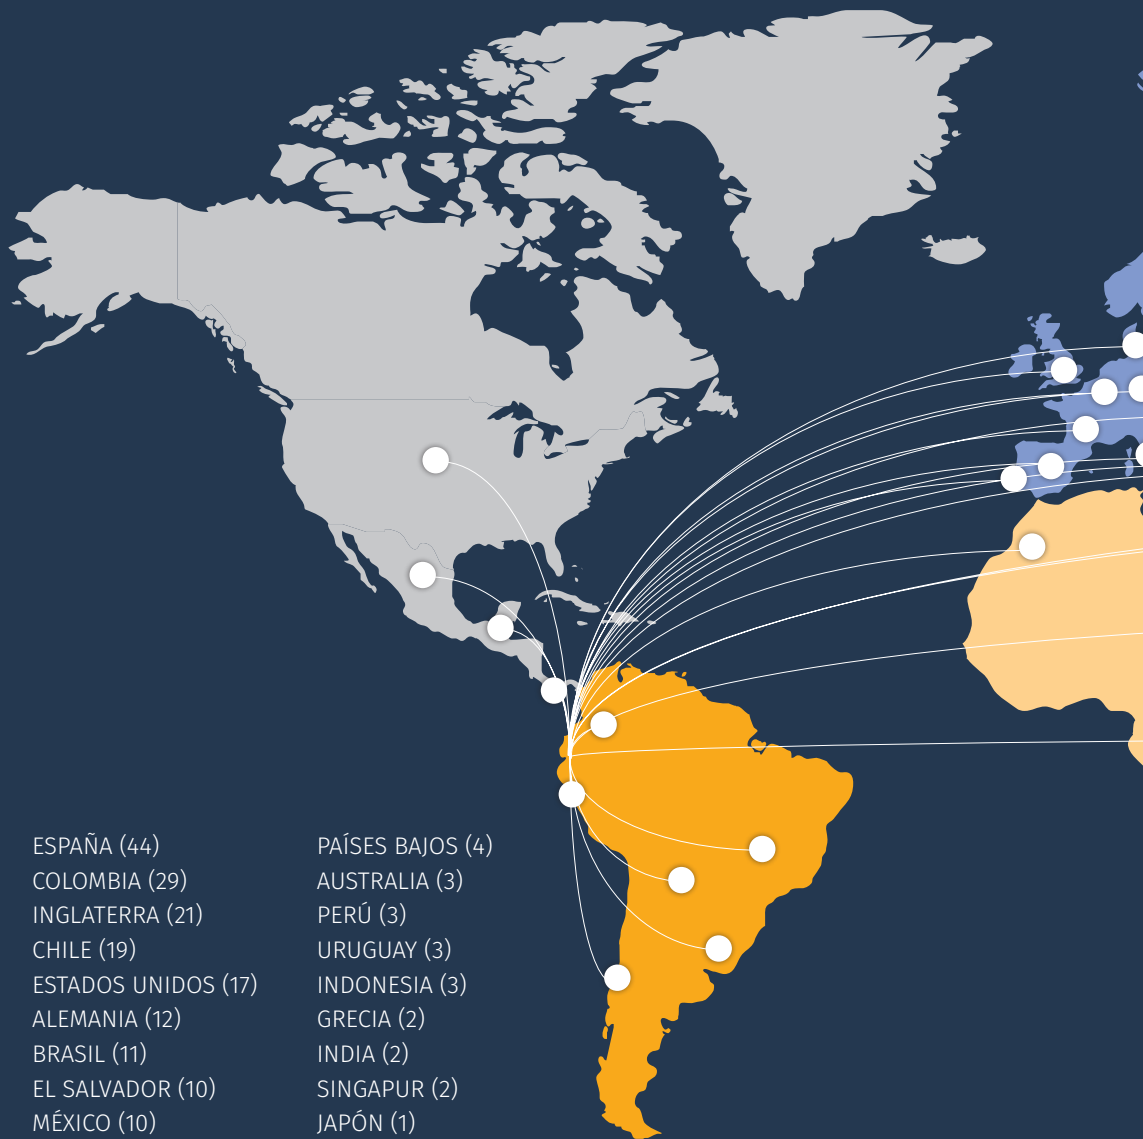 ESPAÑA (44)
COLOMBIA (29)
INGLATERRA (21)
CHILE (19)
ESTADOS UNIDOS (17)
ALEMANIA (12)
BRASIL (11)
EL SALVADOR (10)
MÉXICO (10)
PAÍSES BAJOS (4)
AUSTRALIA (3)
PERÚ (3)
URUGUAY (3)
INDONESIA (3)
GRECIA (2)
INDIA (2)
SINGAPUR (2)
JAPÓN (1)